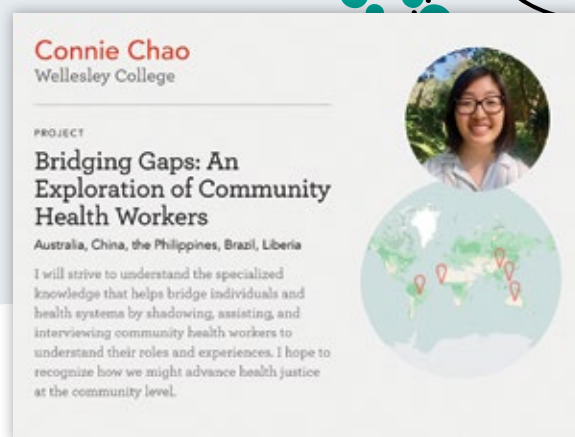 Connie Chao
Wellesley College
PROJECT
Bridging Gaps: An
Exploration of Community
Health Workers
Australia, China, the Philippines, Brazil, Liberia
I will strive to understand the specialized
knowledge that helps bridge individuals and
health systems by shadowing, assisting, and
interviewing community health workers to
understand their roles and experiences. I hope to
recognize how we might advance health justice
at the community level.